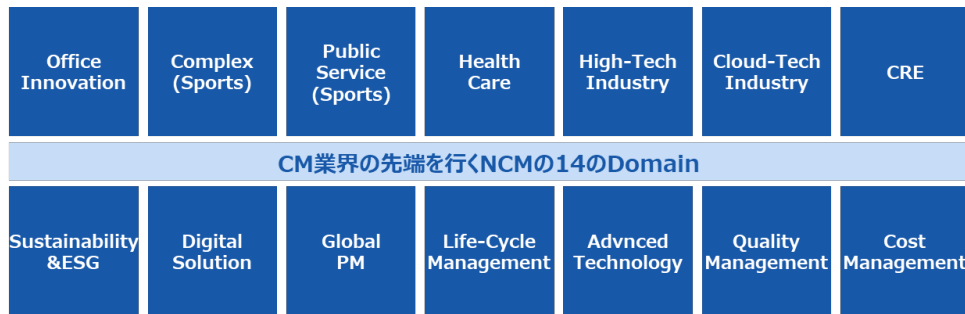 Office
Innovation
Complex
(Sports)
Public
Service
(Sports)
Health
Care
High-Tech
Industry
Cloud-Tech
Industry
CRE
CM業界の先端を行くNCMの14のDomain
Sustainability
&ESG
Digital
Solution
Global
PM
Life-Cycle
Management
Advnced
Technology
Quality
Management
Cost
Management